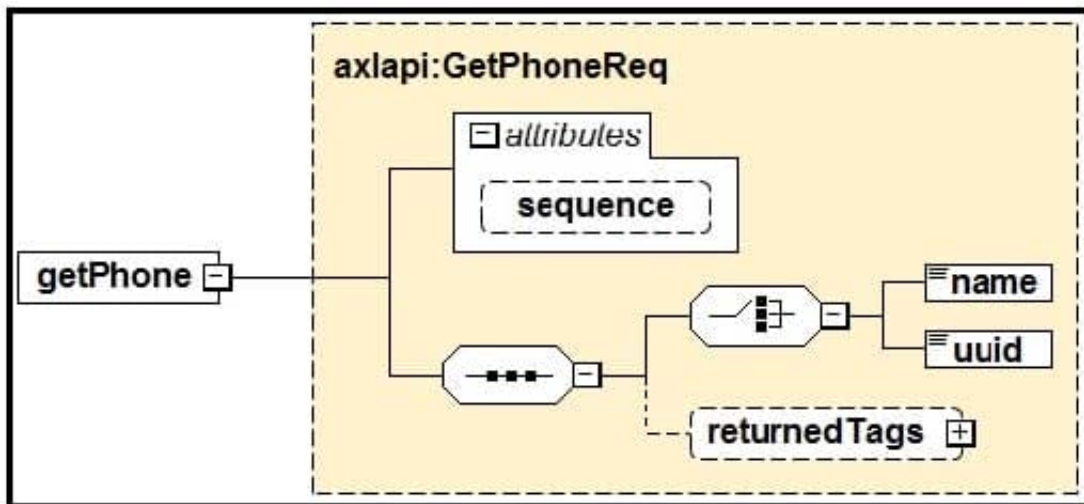 axlapi:GetPhoneReq
attributes
sequence
getPhone
name
uuid
returnedTags